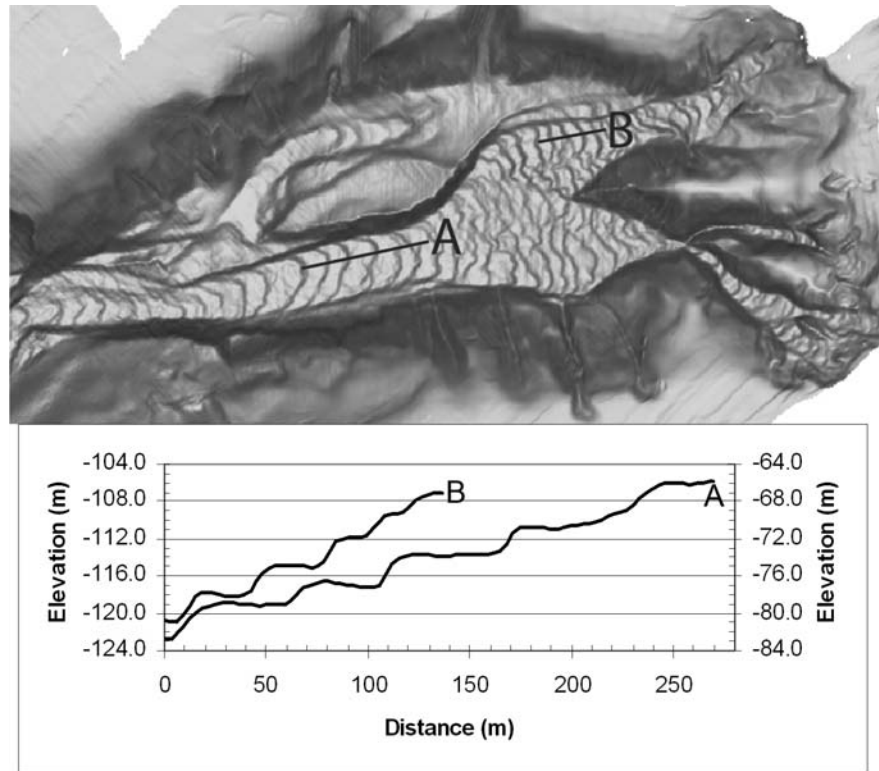 B
A
-104.0 -64.0
B A
-108.0 -68.0
-112.0 -72.0
-116.0 -76.0
-120.0 -80.0
-124.0 -84.0
Elevation (m)
Elevation (m)
0 50 100 150 200 250
Distance (m)